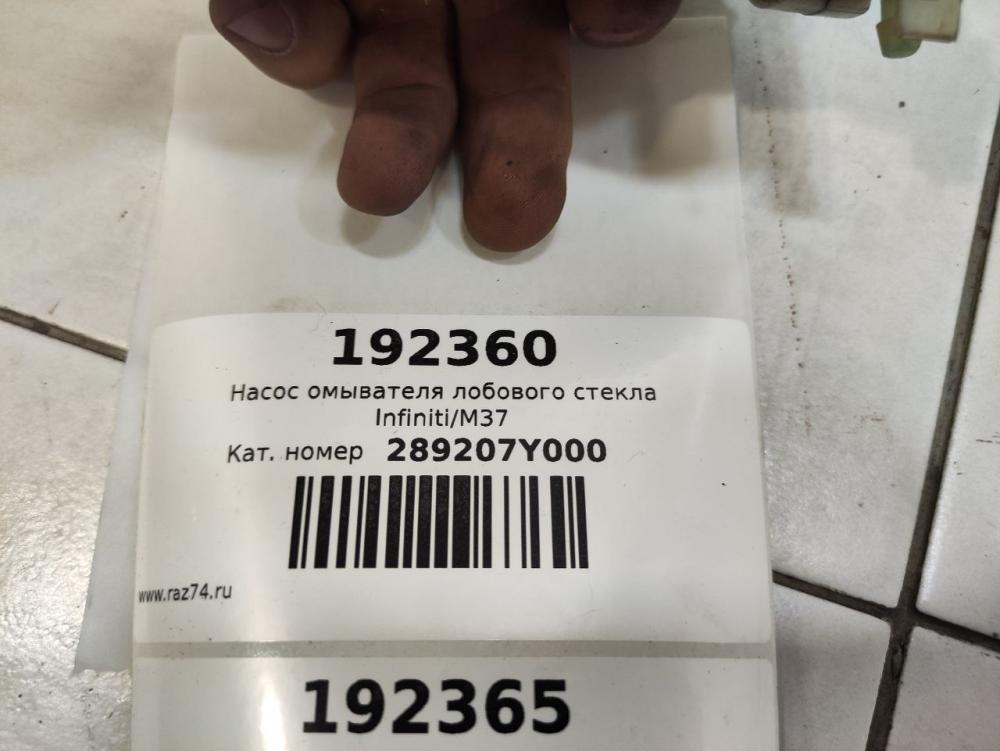 192360
Насос омывателя лобового стекла
Infiniti/M37
Кат. номер 289207Y000
www.raz74.ru
192365